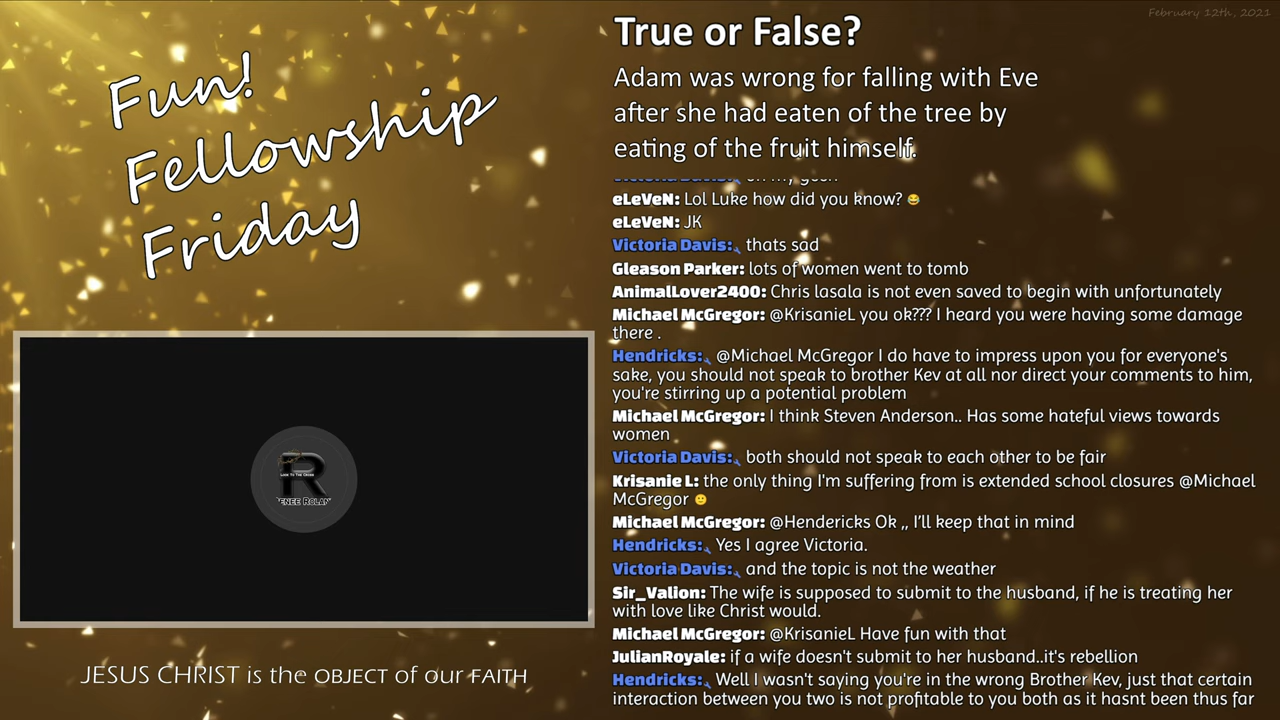 February 12th, 2021
Fun!
Fellowship
Friday
True or False?
Adam was wrong for falling with Eve
after she had eaten of the tree by
eating of the fruit himself.
eLeVeN: Lol Luke how did you know? 😂
eLeVeN: JK
Victoria Davis: thats sad
Gleason Parker: lots of women went to tomb
AnimalLover2400: Chris lasala is not even saved to begin with unfortunately
Michael McGregor: @KrisanieL you ok??? I heard you were having some damage
there .
Hendricks: @Michael McGregor I do have to impress upon you for everyone's
sake, you should not speak to brother Kev at all nor direct your comments to him,
you're stirring up a potential problem
Michael McGregor: I think Steven Anderson.. Has some hateful views towards
women
Victoria Davis: both should not speak to each other to be fair
Krisanie L: the only thing I'm suffering from is extended school closures @Michael
McGregor 🙂
Michael McGregor: @Hendericks Ok ,, I'll keep that in mind
Hendricks: Yes I agree Victoria.
Victoria Davis: and the topic is not the weather
Sir_Valion: The wife is supposed to submit to the husband, if he is treating her
with love like Christ would.
Michael McGregor: @KrisanieL Have fun with that
JulianRoyale: if a wife doesn't submit to her husband..it's rebellion
Hendricks: Well I wasn't saying you're in the wrong Brother Kev, just that certain
interaction between you two is not profitable to you both as it hasnt been thus far
R
LOOK TO THE CROSS
JESUS CHRIST is the OBJECT of our FAITH